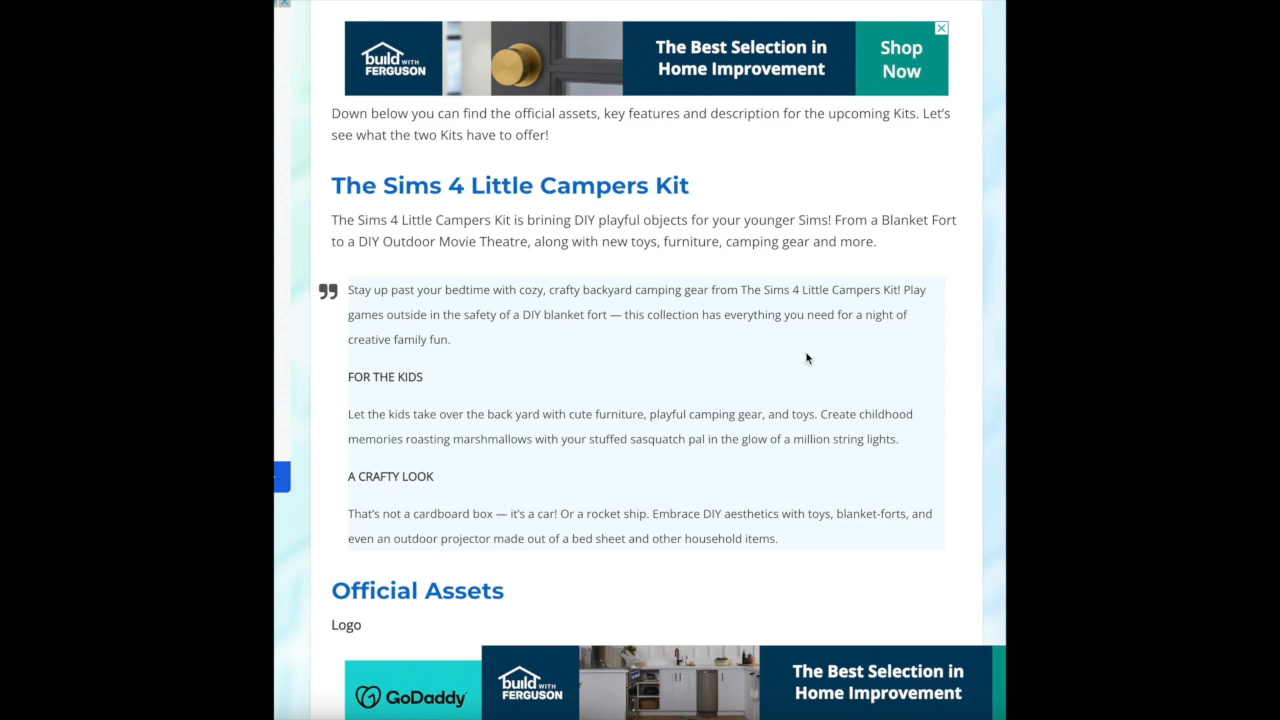 build WITH
FERGUSON
The Best Selection in
Home Improvement
Shop
Now
Down below you can find the official assets, key features and description for the upcoming Kits. Let's
see what the two Kits have to offer!
The Sims 4 Little Campers Kit
The Sims 4 Little Campers Kit is brining DIY playful objects for your younger Sims! From a Blanket Fort
to a DIY Outdoor Movie Theatre, along with new toys, furniture, camping gear and more.
Stay up past your bedtime with cozy, crafty backyard camping gear from The Sims 4 Little Campers Kit! Play
games outside in the safety of a DIY blanket fort — this collection has everything you need for a night of
creative family fun.
FOR THE KIDS
Let the kids take over the back yard with cute furniture, playful camping gear, and toys. Create childhood
memories roasting marshmallows with your stuffed sasquatch pal in the glow of a million string lights.
A CRAFTY LOOK
That's not a cardboard box — it's a car! Or a rocket ship. Embrace DIY aesthetics with toys, blanket-forts, and
even an outdoor projector made out of a bed sheet and other household items.
Official Assets
Logo
GoDaddy
build WITH
FERGUSON
The Best Selection in
Home Improvement